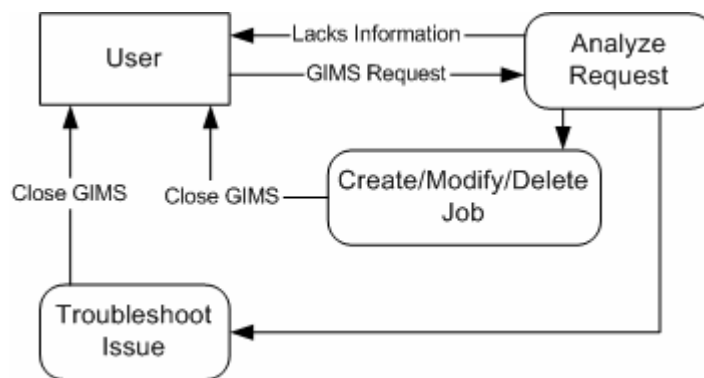 User
Lacks Information
GIMS Request
Analyze
Request
Create/Modify/Delete
Job
Close GIMS
Close GIMS
Troubleshoot
Issue